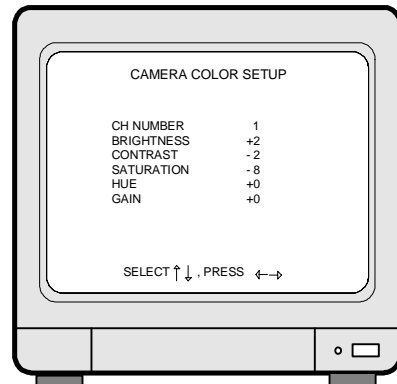 CAMERA COLOR SETUP
CH NUMBER 1
BRIGHTNESS +2
CONTRAST - 2
SATURATION - 8
HUE +0
GAIN +0
SELECT ↑ ↓ , PRESS ←→